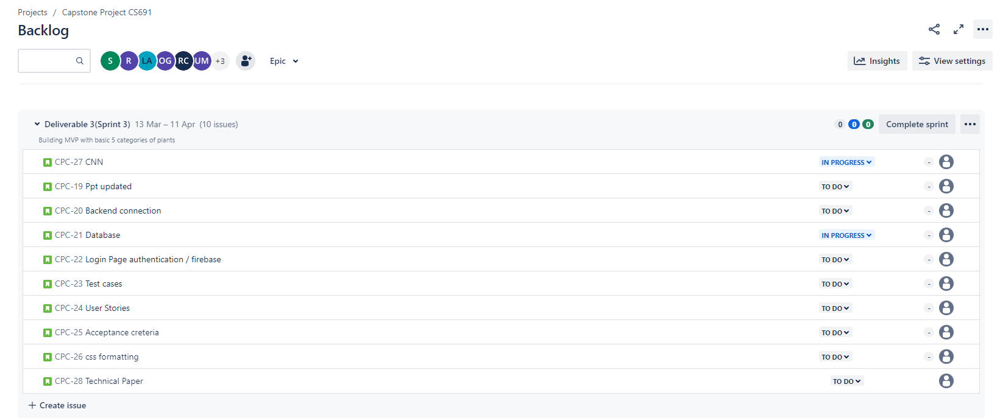 Projects / Capstone Project CS691
Backlog
S R LA OG RC UM +3 Epic Insights View settings
Deliverable 3(Sprint 3) 13 Mar – 11 Apr (10 issues) 0 0 0 Complete sprint
Building MVP with basic 5 categories of plants
CPC-27 CNN IN PROGRESS -
CPC-19 Ppt updated TO DO -
CPC-20 Backend connection TO DO -
CPC-21 Database IN PROGRESS -
CPC-22 Login Page authentication / firebase TO DO -
CPC-23 Test cases TO DO -
CPC-24 User Stories TO DO -
CPC-25 Acceptance creteria TO DO -
CPC-26 css formatting TO DO -
CPC-28 Technical Paper TO DO
+ Create issue